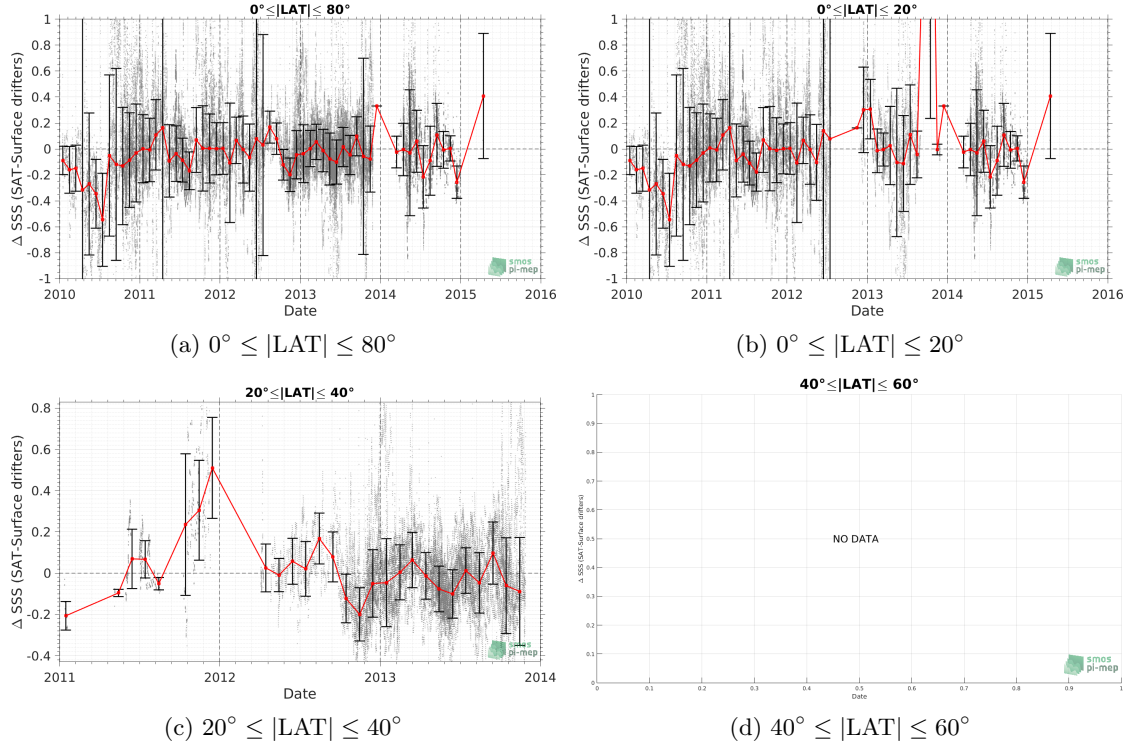 0°≤|LAT|≤ 80°
Δ SSS (SAT-Surface drifters)
1
0.8
0.6
0.4
0.2
0
-0.2
-0.4
-0.6
-0.8
-1
2010 2011 2012 2013 2014 2015 2016
Date
smos
pi-mep
(a) 0° ≤ |LAT| ≤ 80°
0°≤|LAT|≤ 20°
Δ SSS (SAT-Surface drifters)
1
0.8
0.6
0.4
0.2
0
-0.2
-0.4
-0.6
-0.8
-1
2010 2011 2012 2013 2014 2015 2016
Date
smos
pi-mep
(b) 0° ≤ |LAT| ≤ 20°
20°≤|LAT|≤ 40°
Δ SSS (SAT-Surface drifters)
0.8
0.6
0.4
0.2
0
-0.2
-0.4
2011 2012 2013 2014
Date
smos
pi-mep
(c) 20° ≤ |LAT| ≤ 40°
40°≤|LAT|≤ 60°
Δ SSS (SAT-Surface drifters)
1
0.9
0.8
0.7
0.6
0.5
0.4
0.3
0.2
0.1
0
NO DATA
0 0.1 0.2 0.3 0.4 0.5 0.6 0.7 0.8 0.9 1
Date
smos
pi-mep
(d) 40° ≤ |LAT| ≤ 60°